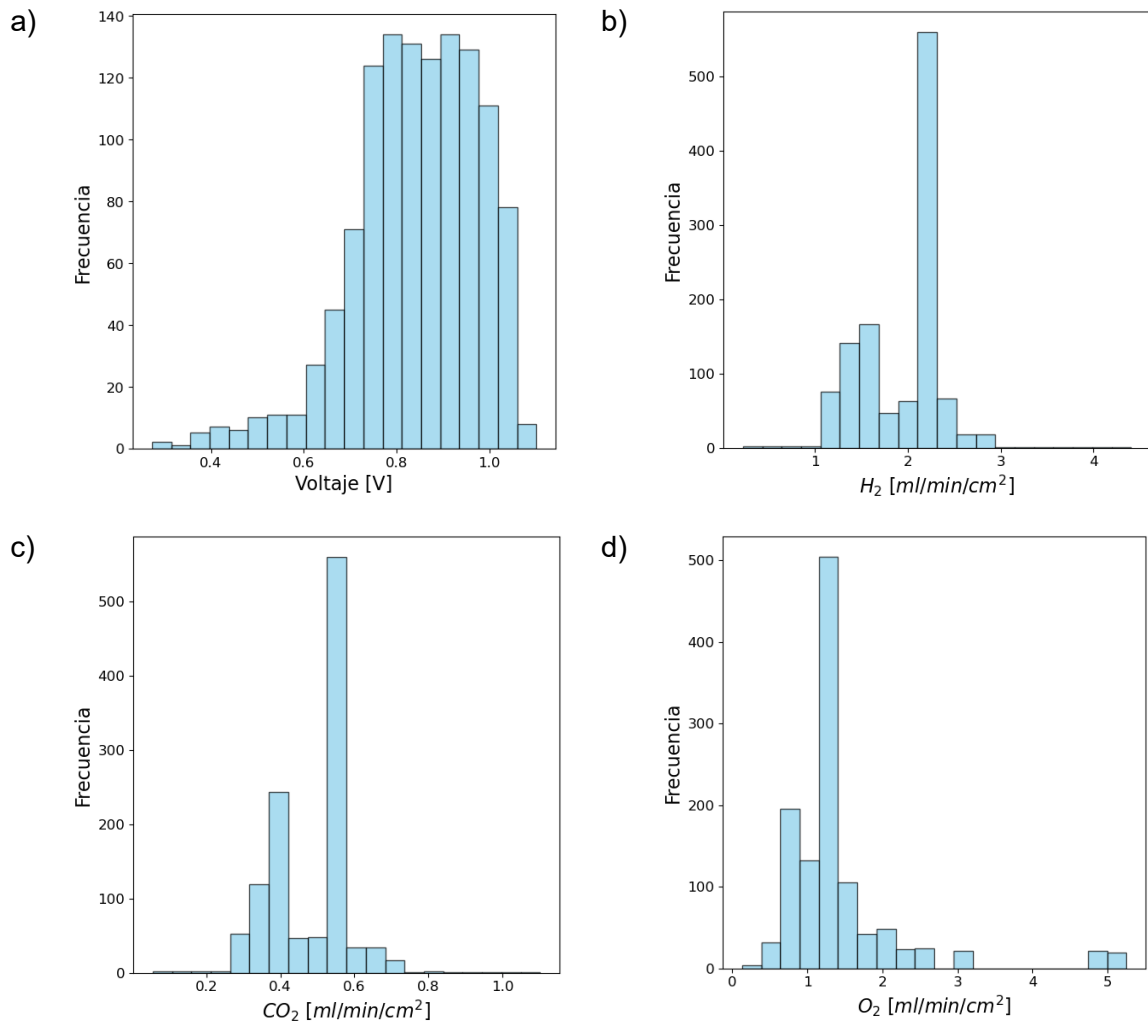 a)
140
120
100
80
60
40
20
0
Frecuencia
0.4 0.6 0.8 1.0
Voltaje [V]
b)
500
400
300
200
100
0
Frecuencia
1 2 3 4
H₂ [ml/min/cm²]
c)
500
400
300
200
100
0
Frecuencia
0.2 0.4 0.6 0.8 1.0
CO₂ [ml/min/cm²]
d)
500
400
300
200
100
0
Frecuencia
0 1 2 3 4 5
O₂ [ml/min/cm²]